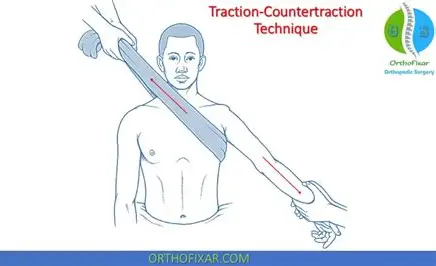 Traction-Countertraction
Technique
OrthoFixar
Orthopedic Surgery
ORTHOFIXAR.COM